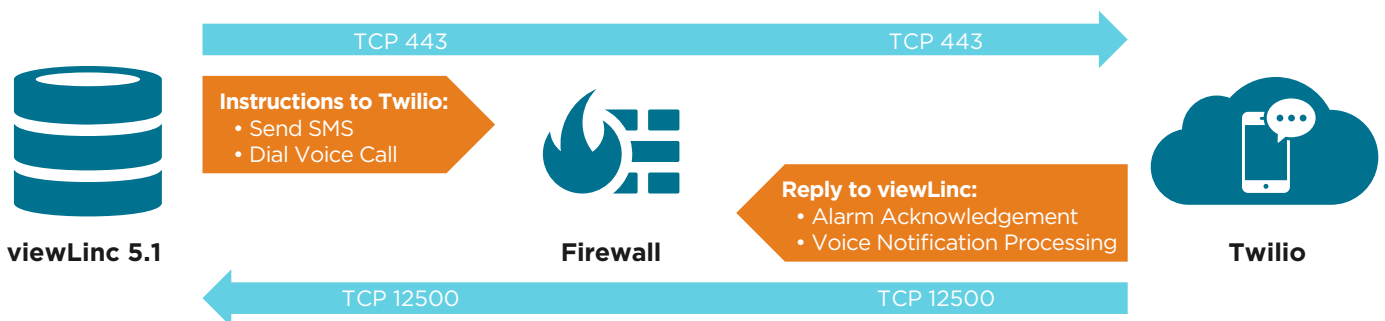 TCP 443
TCP 443
Instructions to Twilio:
• Send SMS
• Dial Voice Call
Reply to viewLinc:
• Alarm Acknowledgement
• Voice Notification Processing
viewLinc 5.1
Firewall
Twilio
TCP 12500
TCP 12500